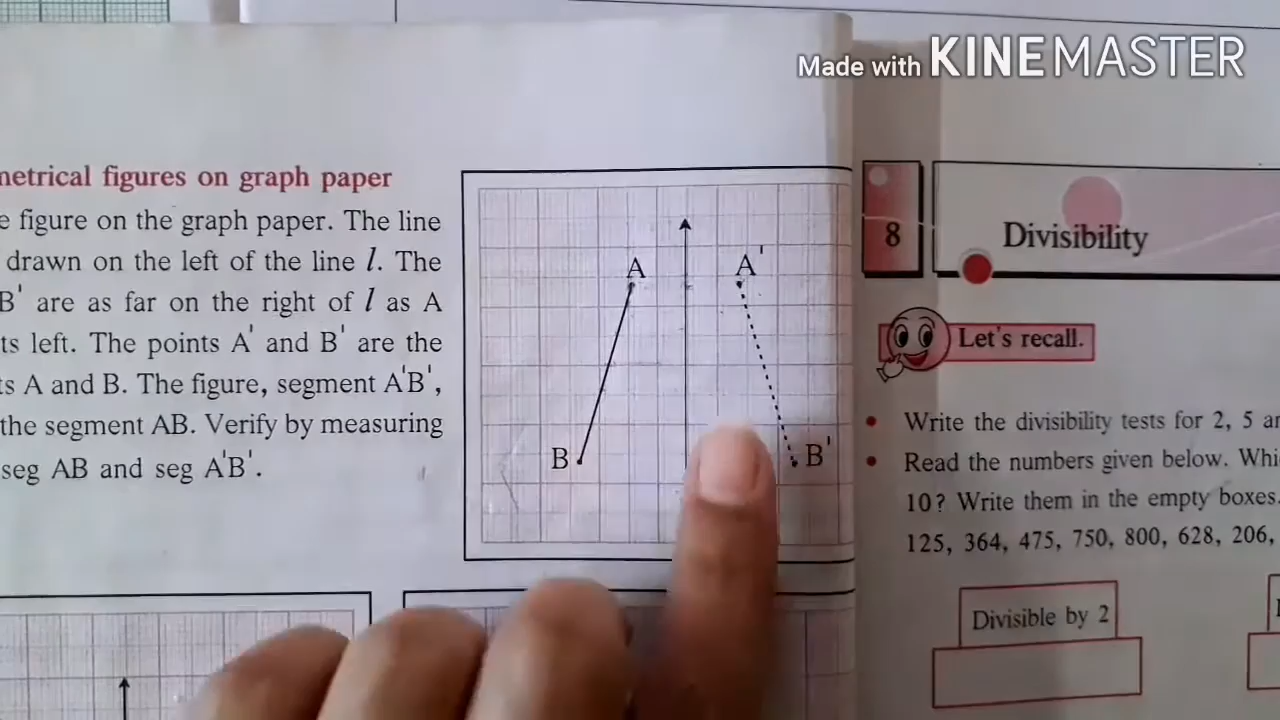 Made with KINEMASTER
metrical figures on graph paper
e figure on the graph paper. The line
drawn on the left of the line l. The
B' are as far on the right of l as A
ts left. The points A' and B' are the
ts A and B. The figure, segment A'B',
the segment AB. Verify by measuring
seg AB and seg A'B'.
A A'
B B'
8 Divisibility
Let's recall.
• Write the divisibility tests for 2, 5
• Read the numbers given below.
10? Write them in the empty boxes.
125, 364, 475, 750, 800, 628, 206,
Divisible by 2